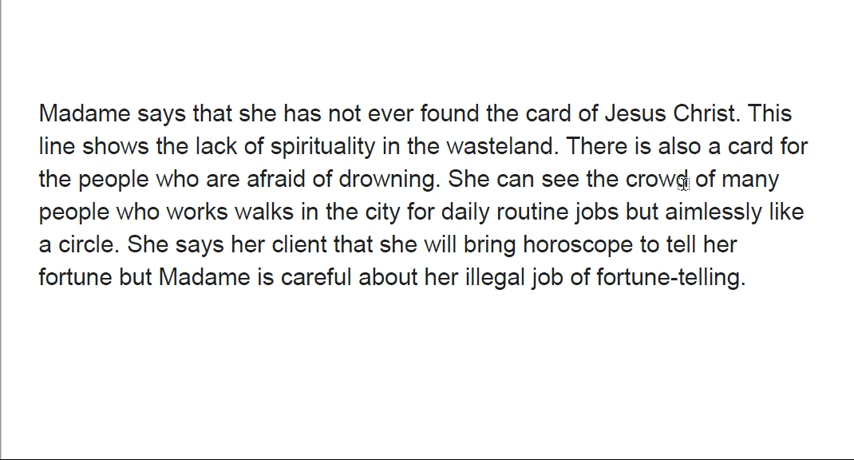 Madame says that she has not ever found the card of Jesus Christ. This
line shows the lack of spirituality in the wasteland. There is also a card for
the people who are afraid of drowning. She can see the crowd of many
people who works walks in the city for daily routine jobs but aimlessly like
a circle. She says her client that she will bring horoscope to tell her
fortune but Madame is careful about her illegal job of fortune-telling.